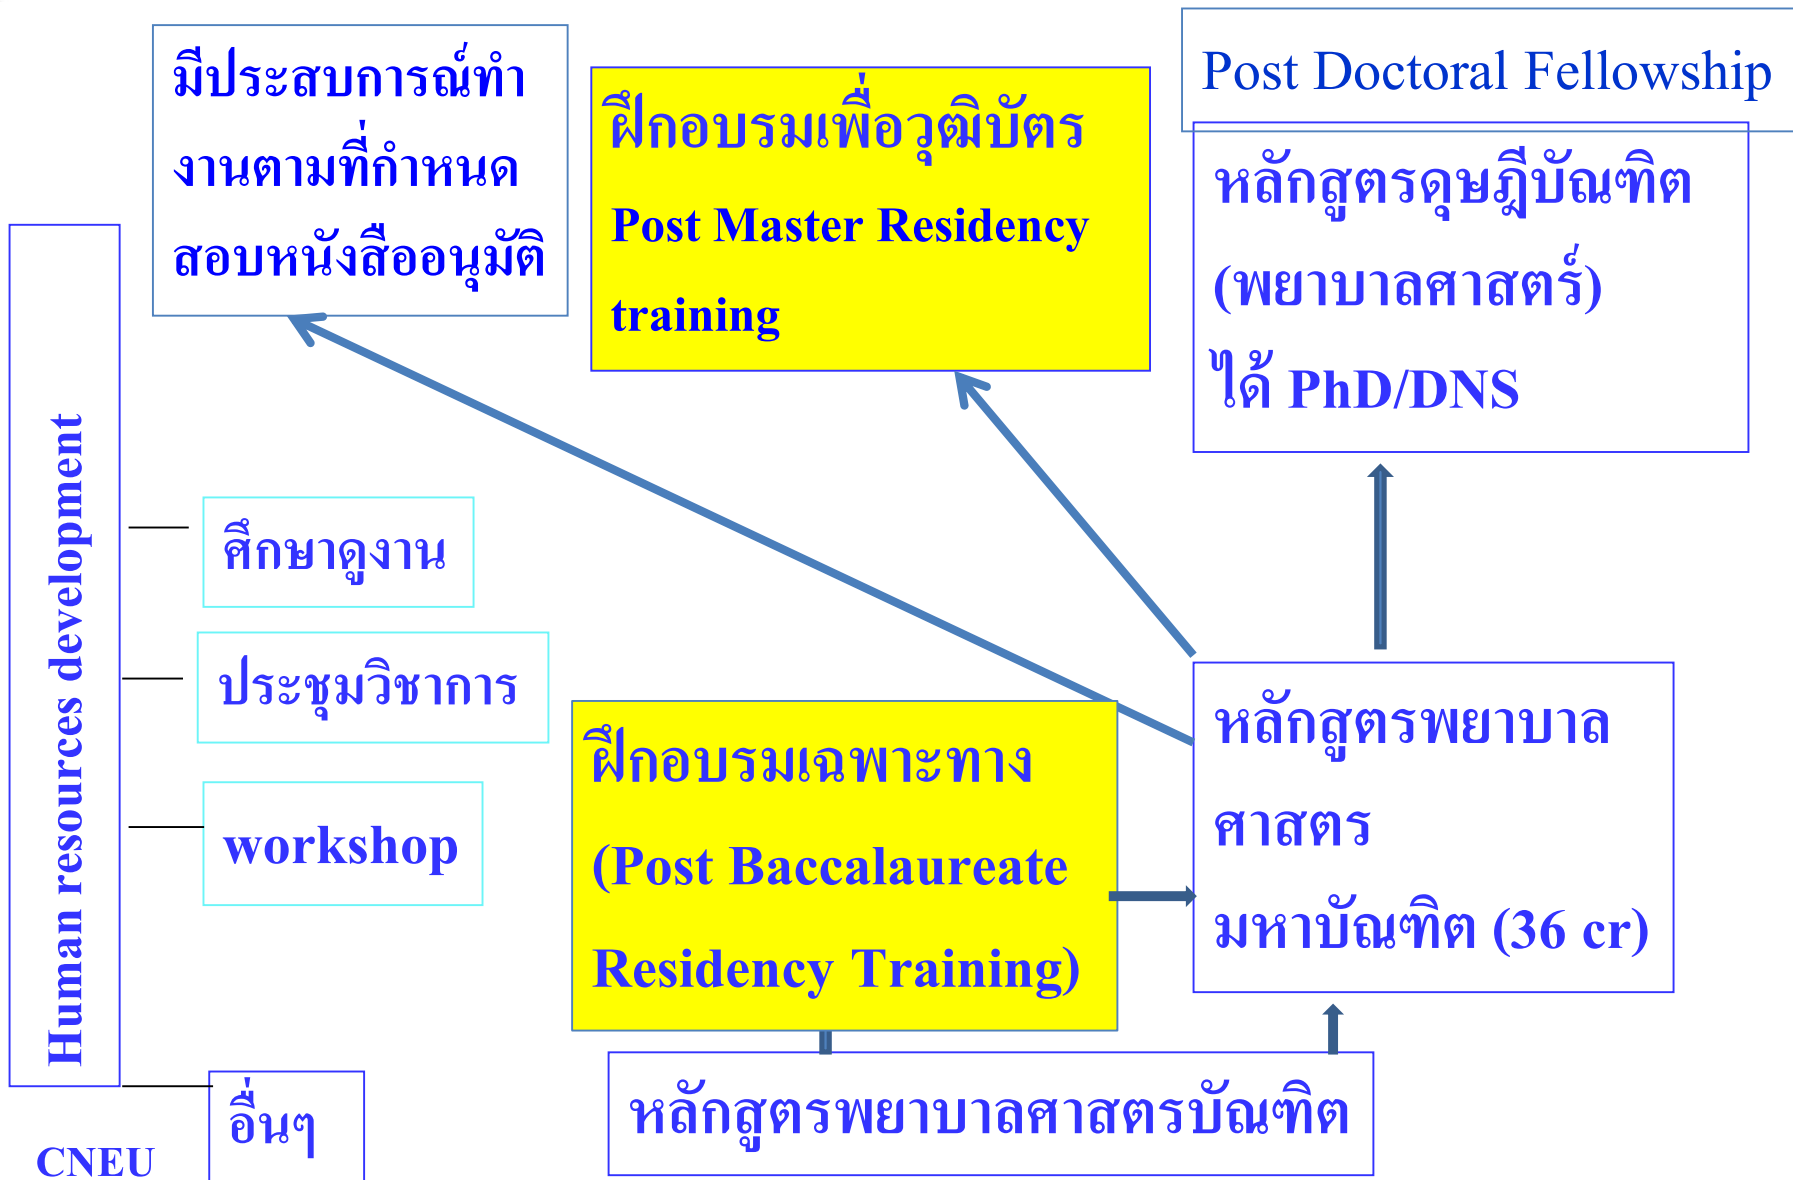 มีประสบการณ์ทำ
งานตามที่กำหนด
สอบหนังสืออนุมัติ
ฝึกอบรมเพื่อวุฒิบัตร
Post Master Residency
training
Post Doctoral Fellowship
หลักสูตรดุษฎีบัณฑิต
(พยาบาลศาสตร์)
ได้ PhD/DNS
Human resources development
ศึกษาดูงาน
ประชุมวิชาการ
workshop
อื่นๆ
CNEU
ฝึกอบรมเฉพาะทาง
(Post Baccalaureate
Residency Training)
หลักสูตรพยาบาล
ศาสตร
มหาบัณฑิต (36 cr)
หลักสูตรพยาบาลศาสตรบัณฑิต